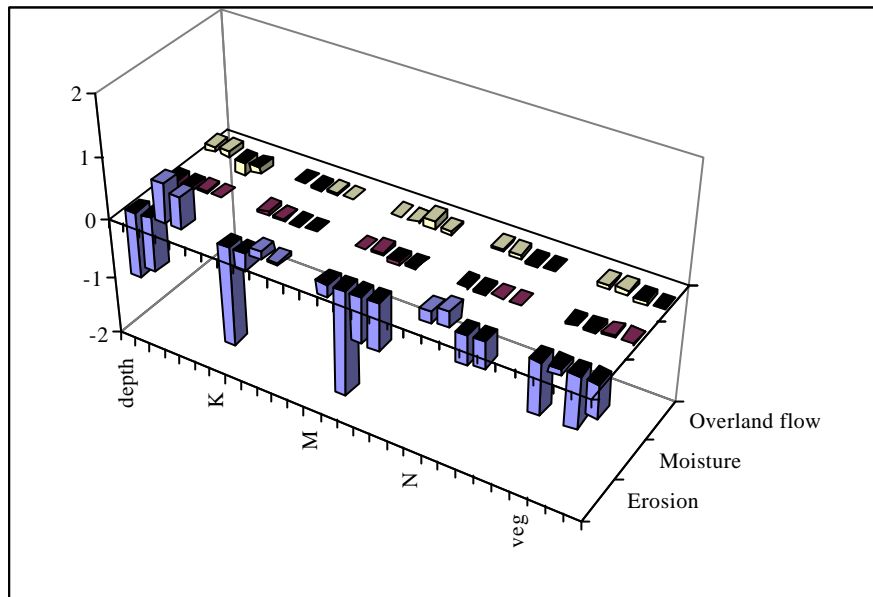 2
1
0
-1
-2
depth
K
M
N
veg
Overland flow
Moisture
Erosion